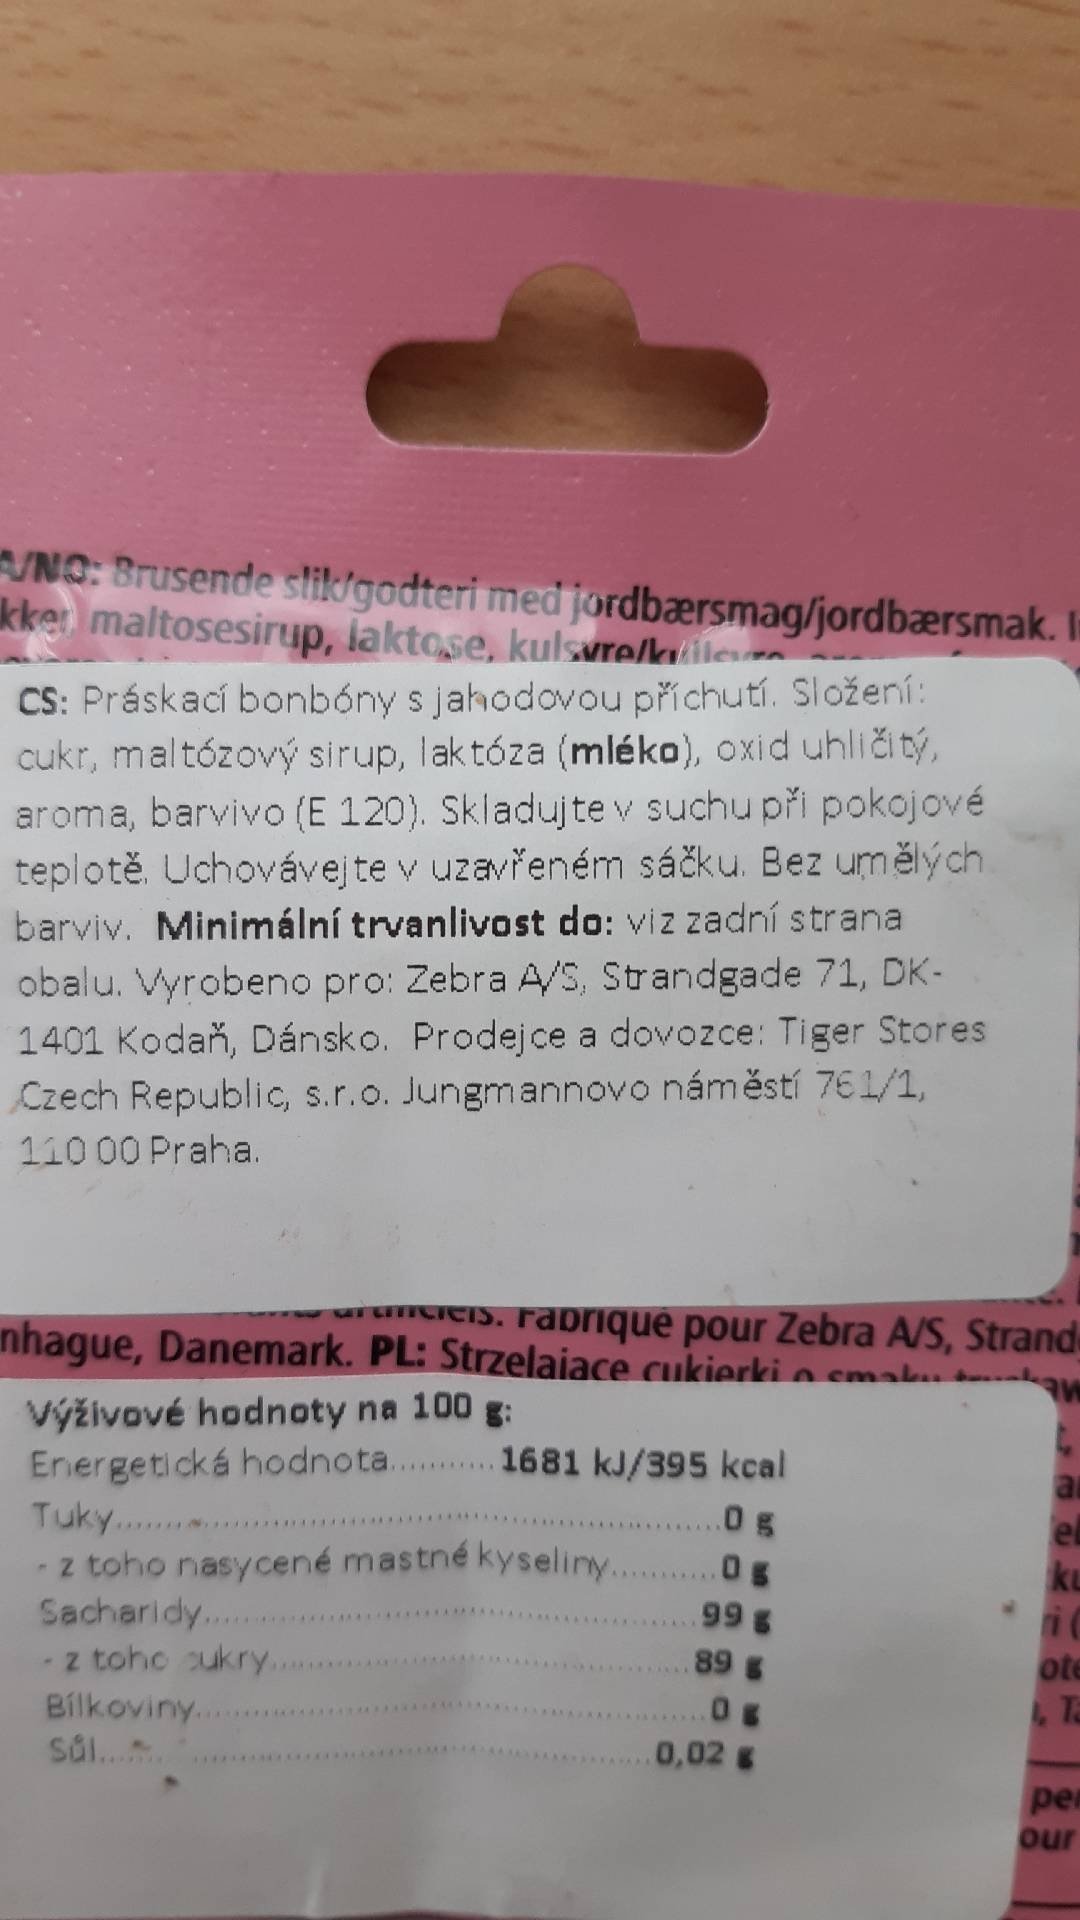 A/NO: Brusende slik/godteri med jordbærsmag/jordbærsmak.
maltosesirup, laktose, kulsyre/kullsyre
CS: Práskací bonbóny s jahodovou příchutí. Složení:
cukr, maltózový sirup, laktóza (mléko), oxid uhličitý,
aroma, barvivo (E 120). Skladujte v suchu při pokojové
teplotě. Uchovávejte v uzavřeném sáčku. Bez umělých
barviv. Minimální trvanlivost do: viz zadní strana
obalu. Vyrobeno pro: Zebra A/S, Strandgade 71, DK-
1401 Kodaň, Dánsko. Prodejce a dovozce: Tiger Stores
Czech Republic, s.r.o. Jungmannovo náměstí 761/1,
110 00 Praha.
artificiels. Fabriqué pour Zebra A/S, Strand
nhague, Danemark. PL: Strzelające cukierki o smaku
Výživové hodnoty na 100 g:
Energetická hodnota............1681 kJ/395 kcal
Tuky...............0 g
- z toho nasycené mastné kyseliny............0 g
Sacharidy...............99 g
- z toho cukry...............89 g
Bílkoviny...............0 g
Sůl...............0,02 g